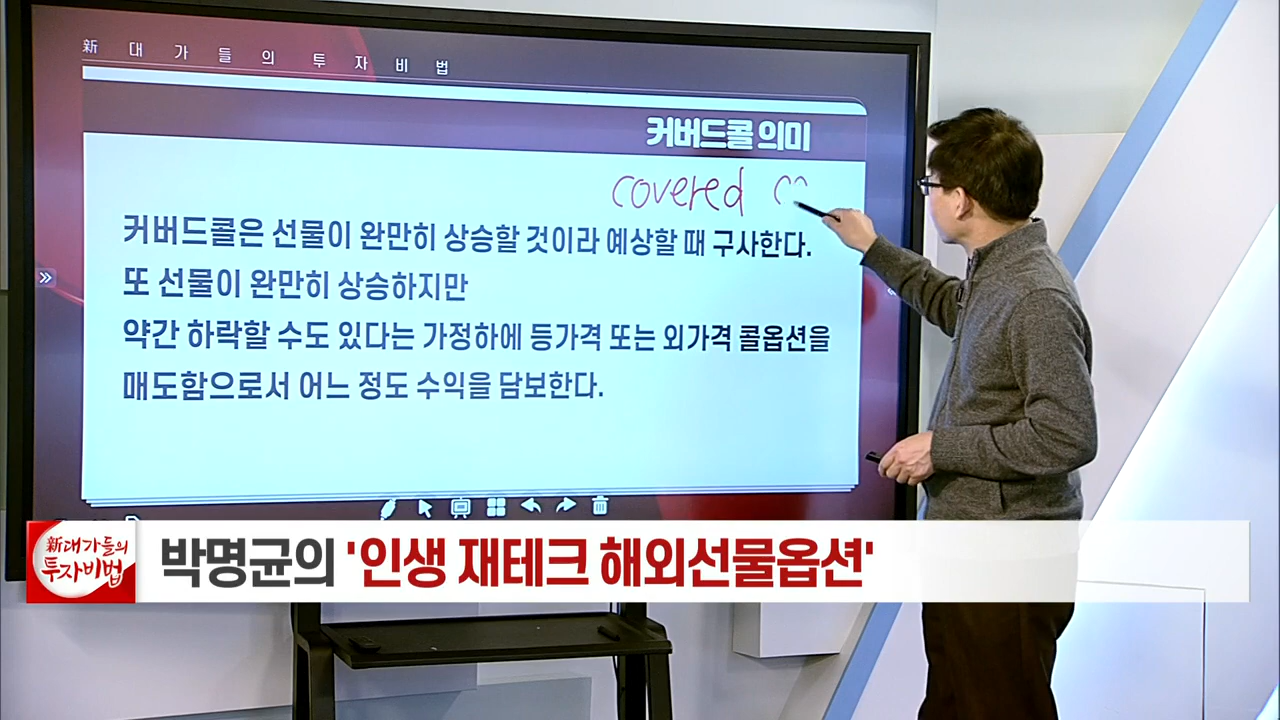 新 대가들의 투자비법
커버드콜 의미
covered
커버드콜은 선물이 완만히 상승할 것이라 예상할 때 구사한다.
또 선물이 완만히 상승하지만
약간 하락할 수도 있다는 가정하에 등가격 또는 외가격 콜옵션을
매도함으로서 어느 정도 수익을 담보한다.
新대가들의
투자비법
박명균의 '인생 재테크 해외선물옵션'